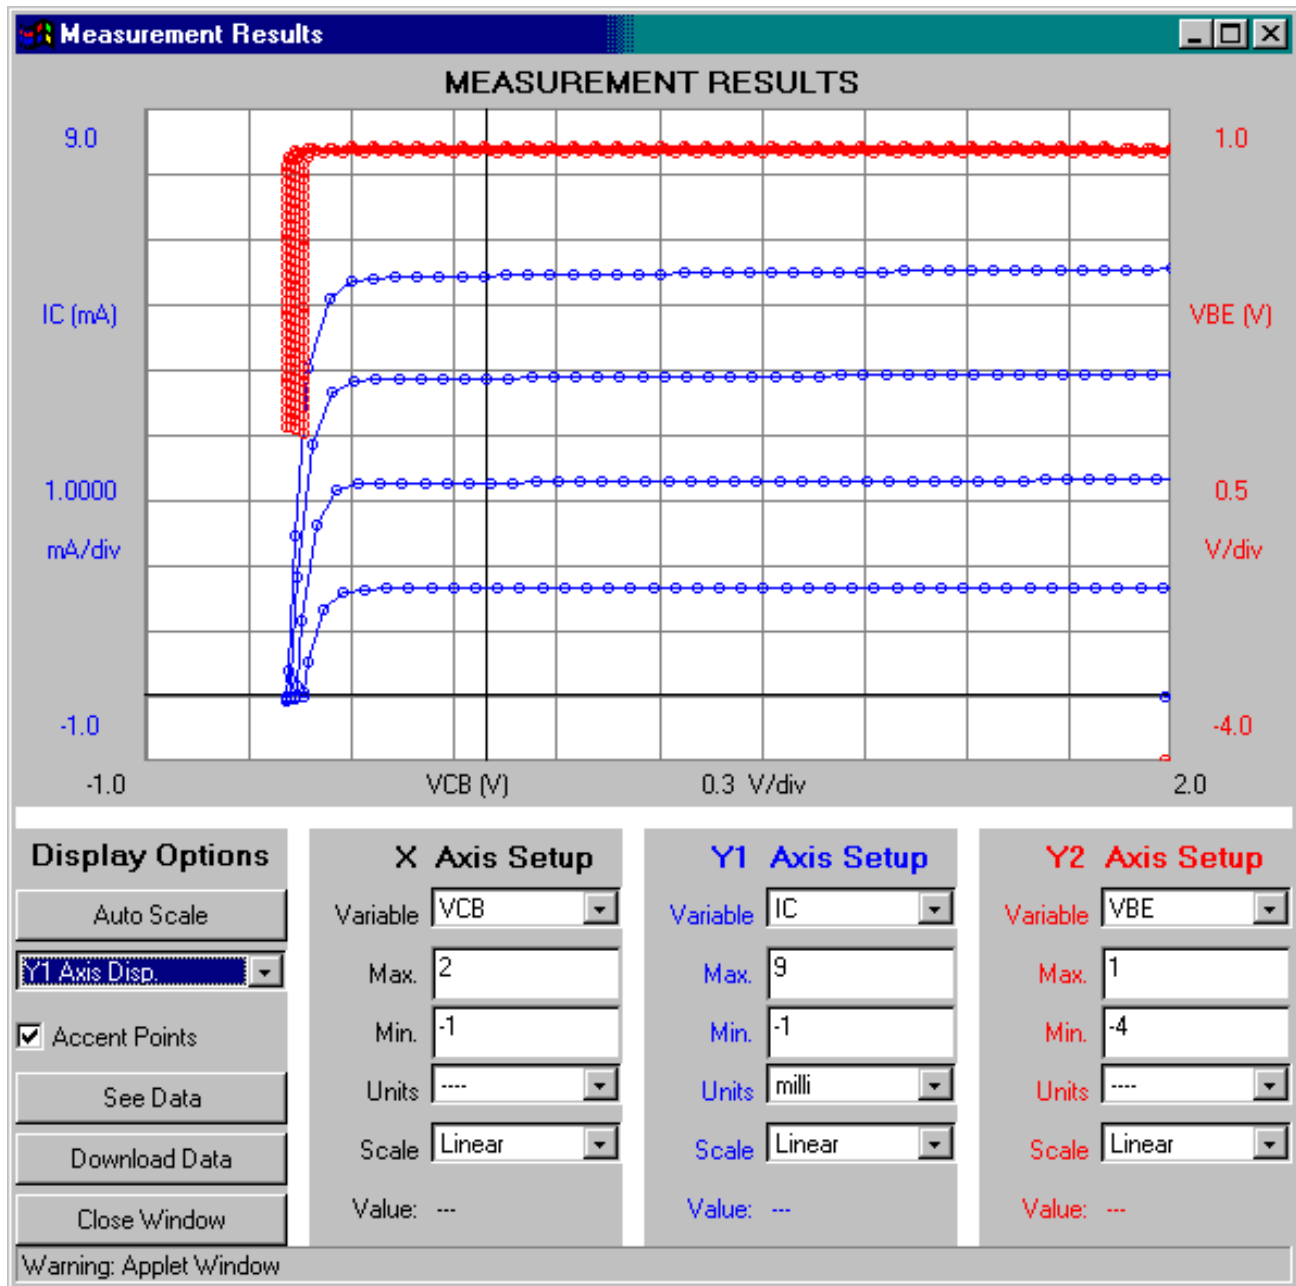 Measurement Results
MEASUREMENT RESULTS
9.0
1.0
IC (mA)
VBE (V)
1.0000
0.5
mA/div
V/div
-1.0
-4.0
-1.0
VCB (V)
0.3 V/div
2.0
Display Options
Auto Scale
Y1 Axis Disp.
Accent Points
See Data
Download Data
Close Window
X Axis Setup
Variable VCB
Max. 2
Min. -1
Units ----
Scale Linear
Value: ---
Y1 Axis Setup
Variable IC
Max. 9
Min. -1
Units milli
Scale Linear
Value: ---
Y2 Axis Setup
Variable VBE
Max. 1
Min. -4
Units ----
Scale Linear
Value: ---
Warning: Applet Window